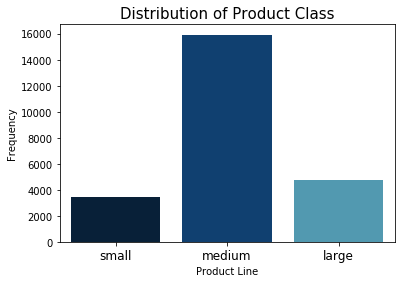 Distribution of Product Class
Frequency
16000
14000
12000
10000
8000
6000
4000
2000
0
small medium large
Product Line